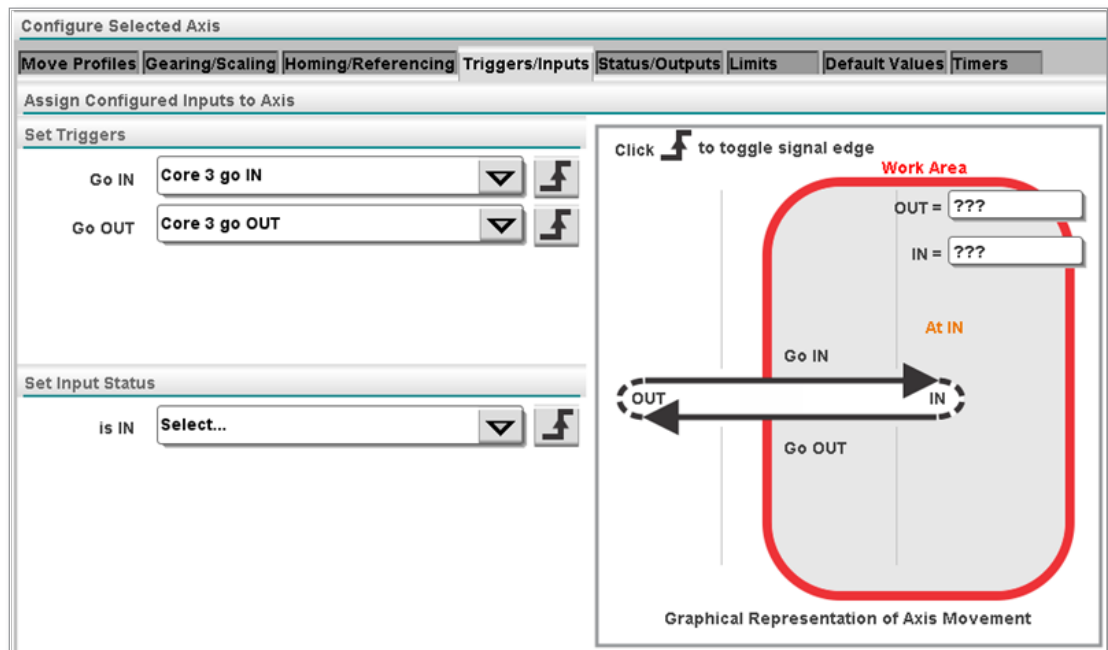 Configure Selected Axis
Move Profiles Gearing/Scaling Homing/Referencing Triggers/Inputs Status/Outputs Limits Default Values Timers
Assign Configured Inputs to Axis
Set Triggers
Go IN Core 3 go IN
Go OUT Core 3 go OUT
Set Input Status
is IN Select...
Click to toggle signal edge
Work Area
OUT = ???
IN = ???
At IN
Go IN
OUT IN
Go OUT
Graphical Representation of Axis Movement